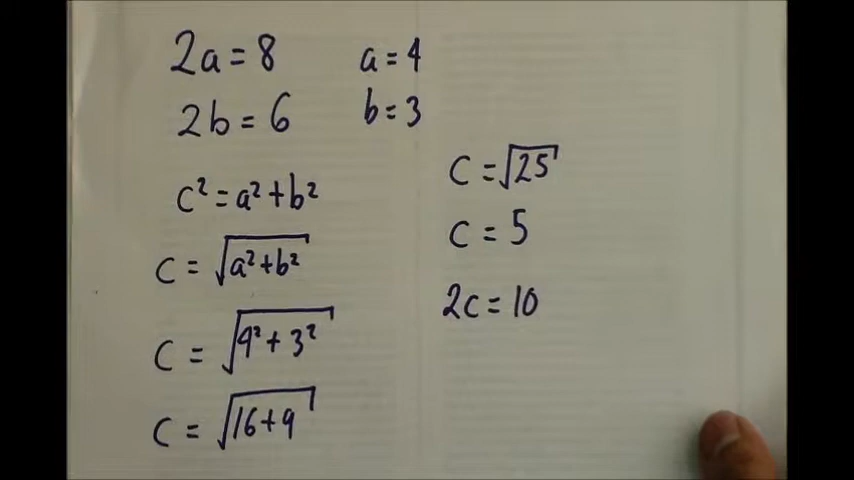 2a = 8
a = 4
2b = 6
b = 3
c² = a² + b²
c = √a² + b²
c = √4² + 3²
c = √16 + 9
c = √25
c = 5
2c = 10